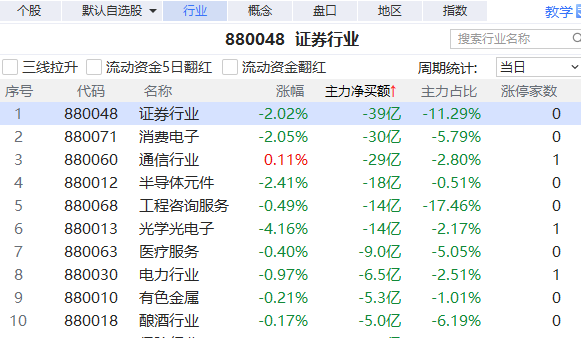 个股 默认自选股 行业 概念 盘口 地区 指数 教学
880048 证券行业 搜索行业名称
三线拉升 流动资金5日翻红 流动资金翻红 周期统计: 当日
序号 代码 名称 涨幅 主力净买额↑ 主力占比 涨停家数
1 880048 证券行业 -2.02% -39亿 -11.29% 0
2 880071 消费电子 -2.05% -30亿 -5.79% 0
3 880060 通信行业 0.11% -29亿 -2.80% 1
4 880012 半导体元件 -2.41% -18亿 -0.51% 0
5 880068 工程咨询服务 -0.49% -14亿 -17.46% 0
6 880013 光学光电子 -4.16% -14亿 -2.17% 1
7 880063 医疗服务 -0.40% -9.0亿 -5.05% 0
8 880030 电力行业 -0.97% -6.5亿 -2.51% 1
9 880010 有色金属 -0.21% -5.3亿 -1.01% 0
10 880018 酿酒行业 -0.17% -5.0亿 -6.19% 0